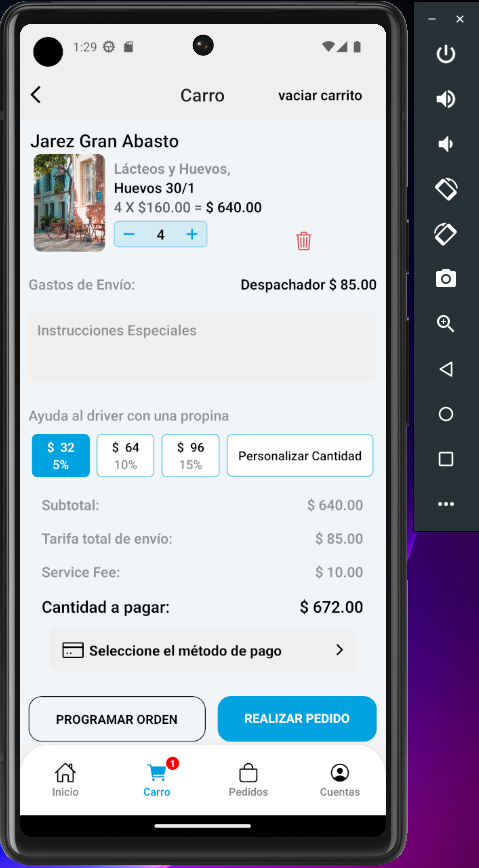 1:29
Carro
vaciar carrito
Jarez Gran Abasto
Lácteos y Huevos,
Huevos 30/1
4 X $160.00 = $ 640.00
− 4 +
Gastos de Envío:
Despachador $ 85.00
Instrucciones Especiales
Ayuda al driver con una propina
$ 32
5%
$ 64
10%
$ 96
15%
Personalizar Cantidad
Subtotal:
$ 640.00
Tarifa total de envío:
$ 85.00
Service Fee:
$ 10.00
Cantidad a pagar:
$ 672.00
Seleccione el método de pago
PROGRAMAR ORDEN
REALIZAR PEDIDO
1
Inicio
Carro
Pedidos
Cuentas